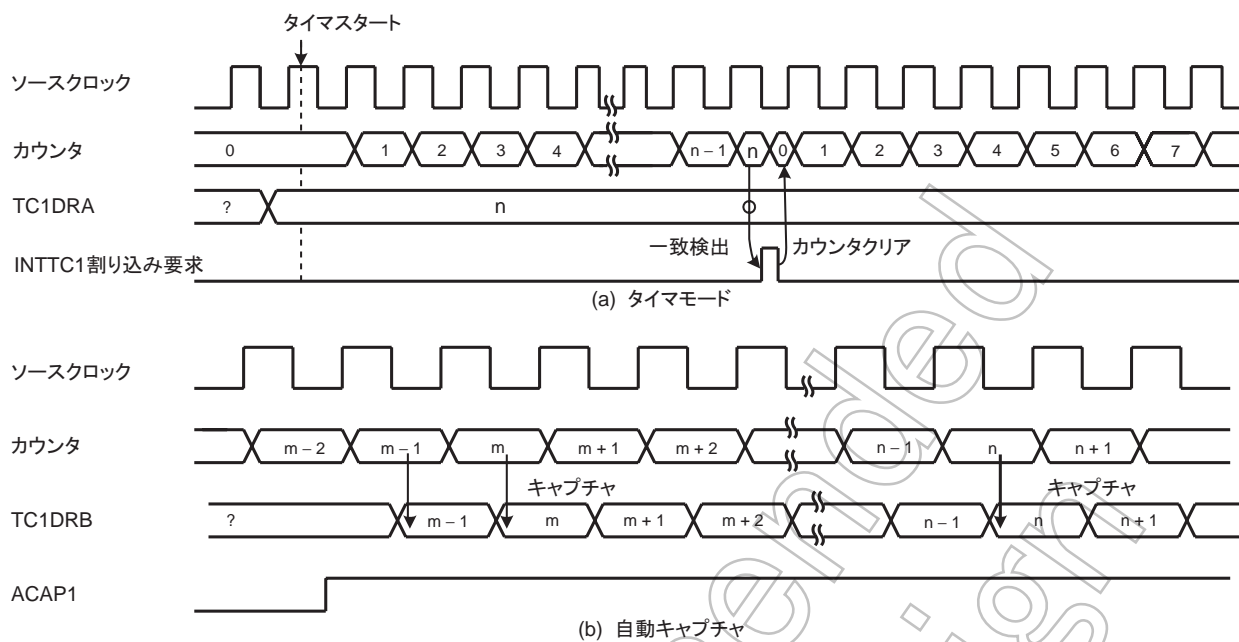 タイマスタート
ソースクロック
カウンタ 0 1 2 3 4 n – 1 n 0 1 2 3 4 5 6 7
TC1DRA ? n
一致検出 カウンタクリア
INTTC1割り込み要求
(a) タイマモード
ソースクロック
カウンタ m – 2 m – 1 m m + 1 m + 2 n – 1 n n + 1
キャプチャ キャプチャ
TC1DRB ? m – 1 m m + 1 m + 2 n – 1 n n + 1
ACAP1
(b) 自動キャプチャ